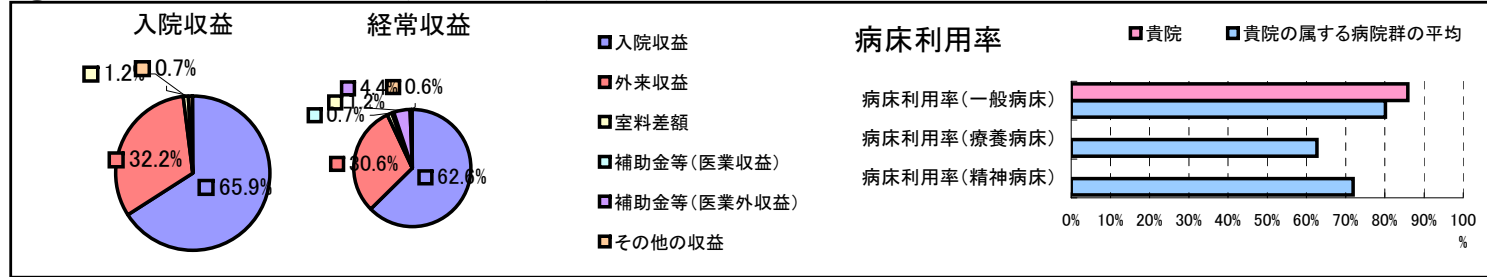 入院収益
1.2%
0.7%
32.2%
65.9%
経常収益
4.4%
0.6%
1.2%
0.7%
30.6%
62.6%
入院収益
外来収益
室料差額
補助金等(医業収益)
補助金等(医業外収益)
その他の収益
病床利用率
貴院
貴院の属する病院群の平均
病床利用率(一般病床)
病床利用率(療養病床)
病床利用率(精神病床)
0% 10% 20% 30% 40% 50% 60% 70% 80% 90% 100
%